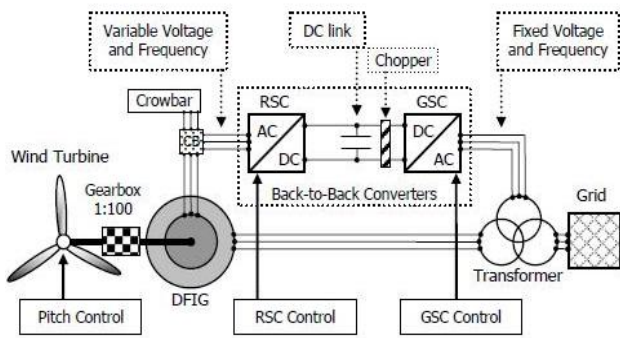 Variable Voltage
and Frequency
DC link
Fixed Voltage
and Frequency
Chopper
Crowbar
RSC
GSC
CB
AC
DC
DC
AC
Wind Turbine
Gearbox
1:100
Back-to-Back Converters
Grid
Transformer
DFIG
Pitch Control
RSC Control
GSC Control